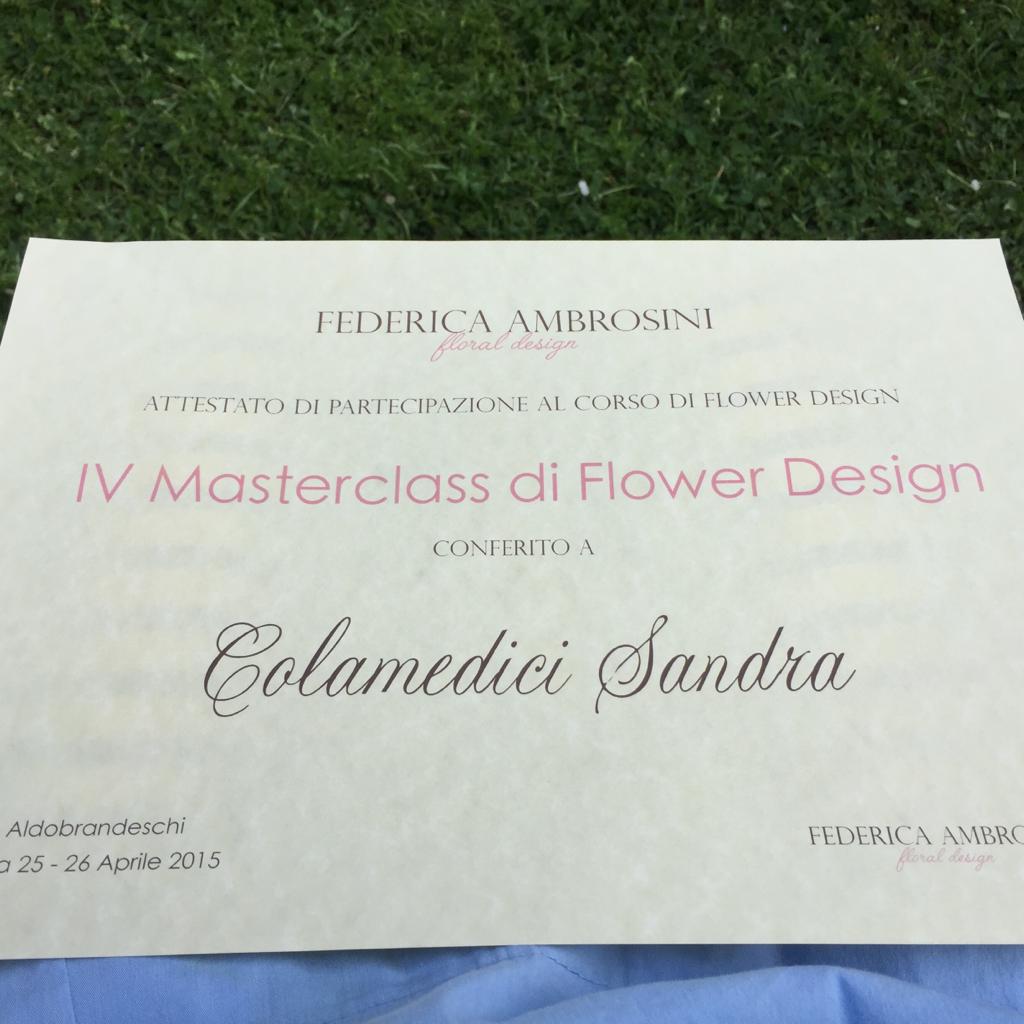 FEDERICA AMBROSINI
floral design
ATTESTATO DI PARTECIPAZIONE AL CORSO DI FLOWER DESIGN
IV Masterclass di Flower Design
CONFERITO A
Colamedici Sandra
Aldobrandeschi
25 - 26 Aprile 2015
FEDERICA
floral design